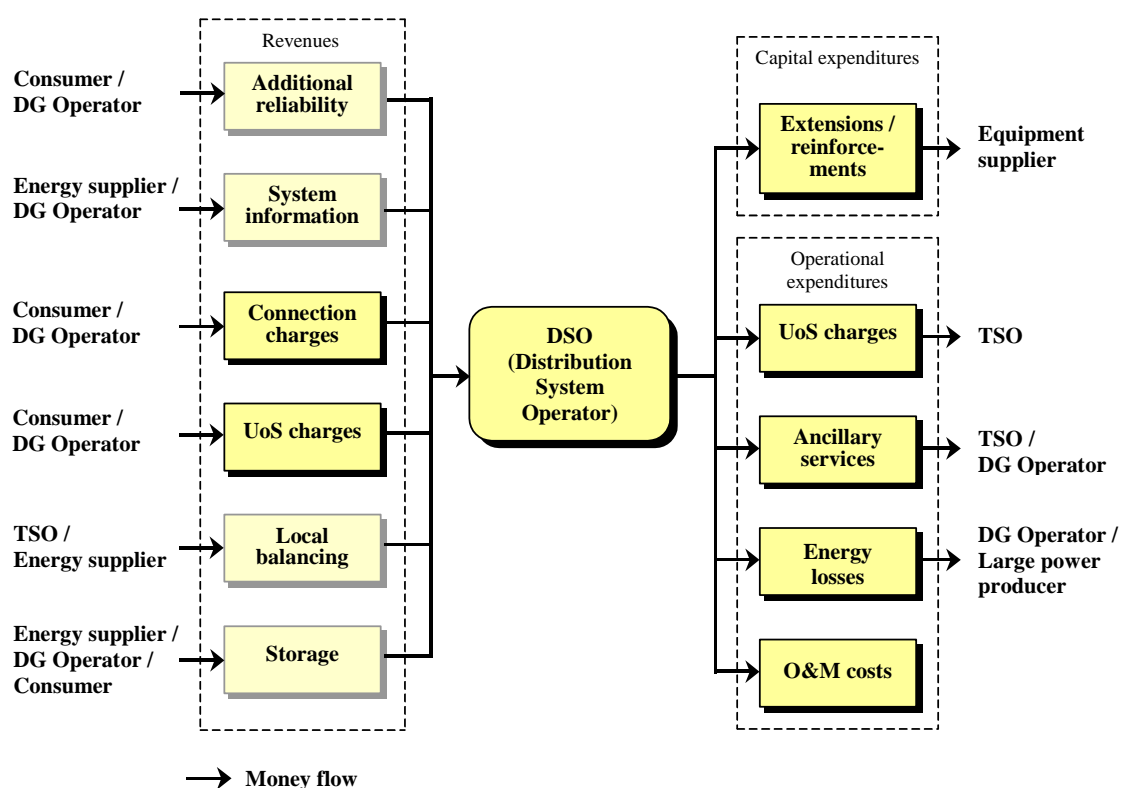 Revenues
Consumer /
DG Operator
Additional
reliability
Energy supplier /
DG Operator
System
information
Consumer /
DG Operator
Connection
charges
Consumer /
DG Operator
UoS charges
TSO /
Energy supplier
Local
balancing
Energy supplier /
DG Operator /
Consumer
Storage
DSO
(Distribution
System
Operator)
Capital expenditures
Extensions /
reinforce-
ments
Equipment
supplier
Operational
expenditures
UoS charges
TSO
Ancillary
services
TSO /
DG Operator
Energy
losses
DG Operator /
Large power
producer
O&M costs
Money flow